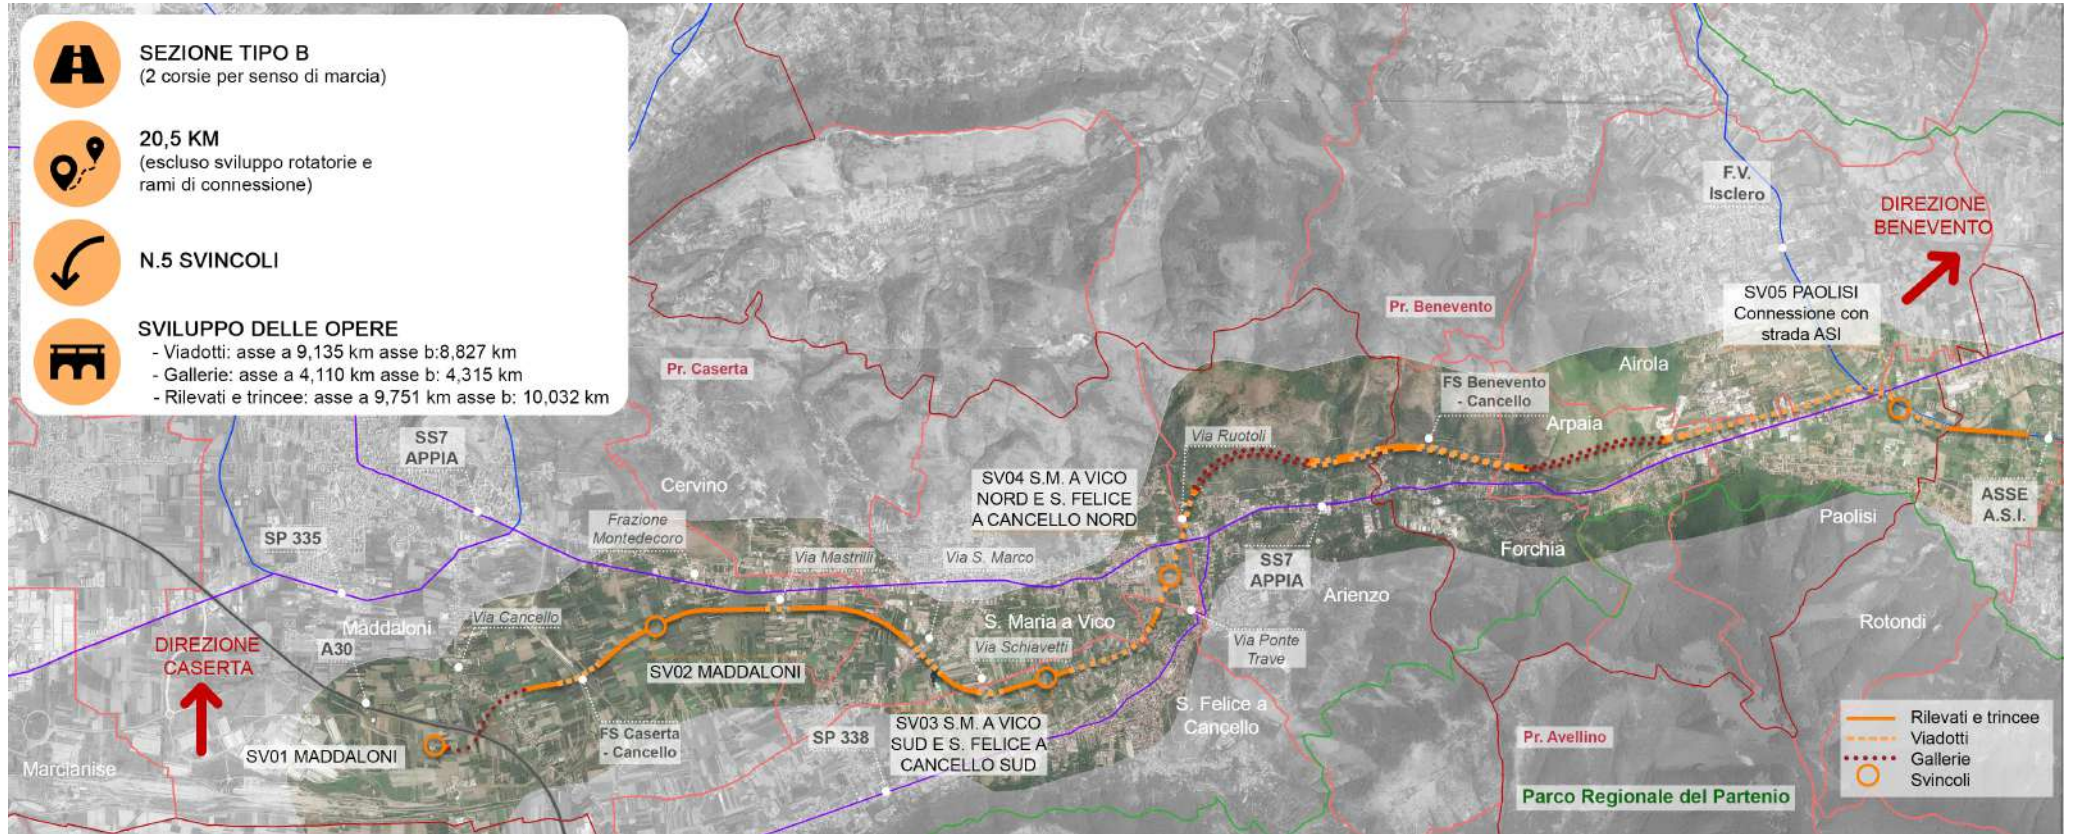 SEZIONE TIPO B
(2 corsie per senso di marcia)
20,5 KM
(escluso sviluppo rotatorie e
rami di connessione)
N.5 SVINCOLI
SVILUPPO DELLE OPERE
- Viadotti: asse a 9,135 km asse b:8,827 km
- Gallerie: asse a 4,110 km asse b: 4,315 km
- Rilevati e trincee: asse a 9,751 km asse b: 10,032 km
F.V.
Isclero
DIREZIONE
BENEVENTO
SV05 PAOLISI
Connessione con
strada ASI
Pr. Benevento
Pr. Caserta
Airola
FS Benevento
- Cancello
Arpaia
SS7
APPIA
Via Ruotoli
SV04 S.M. A VICO
NORD E S. FELICE
A CANCELLO NORD
Cervino
ASSE
A.S.I.
Paolisi
Frazione
Montedecoro
SP 335
Via Mastrilli
Via S. Marco
Forchia
SS7
APPIA
Arienzo
Via Cancello
Maddaloni
S. Maria a Vico
Rotondi
DIREZIONE
CASERTA
A30
Via Schiavetti
Via Ponte
Trave
SV02 MADDALONI
S. Felice a
Cancello
SV03 S.M. A VICO
SUD E S. FELICE A
CANCELLO SUD
FS Caserta
- Cancello
SP 338
SV01 MADDALONI
Marcianise
Pr. Avellino
Parco Regionale del Partenio
Rilevati e trincee
Viadotti
Gallerie
Svincoli